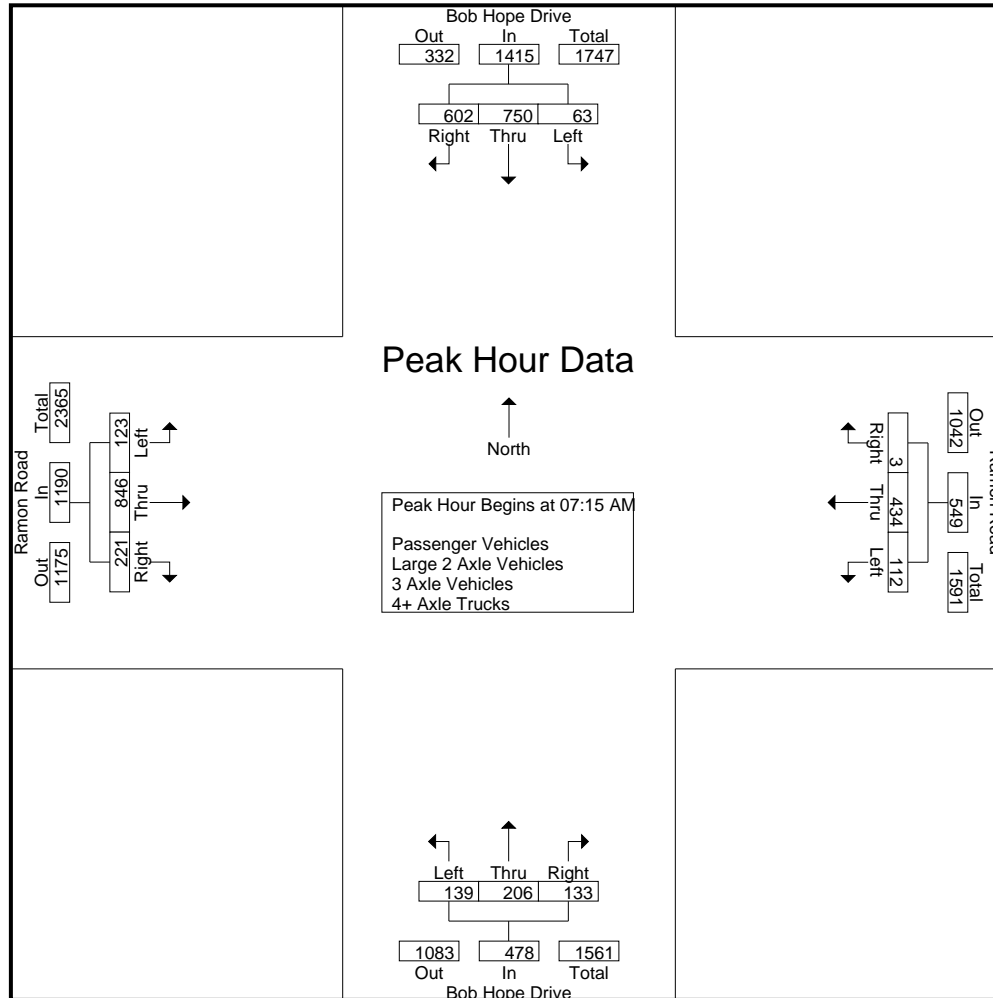 Bob Hope Drive
Out In Total
332 1415 1747
602 750 63
Right Thru Left
Peak Hour Data
North
Peak Hour Begins at 07:15 AM
Passenger Vehicles
Large 2 Axle Vehicles
3 Axle Vehicles
4+ Axle Trucks
Ramon Road
Out In Total
1175 1190 2365
221 846 123
Right Thru Left
Ramon Road
Out In Total
1042 549 1591
3 434 112
Right Thru Left
Left Thru Right
139 206 133
1083 478 1561
Out In Total
Bob Hope Drive